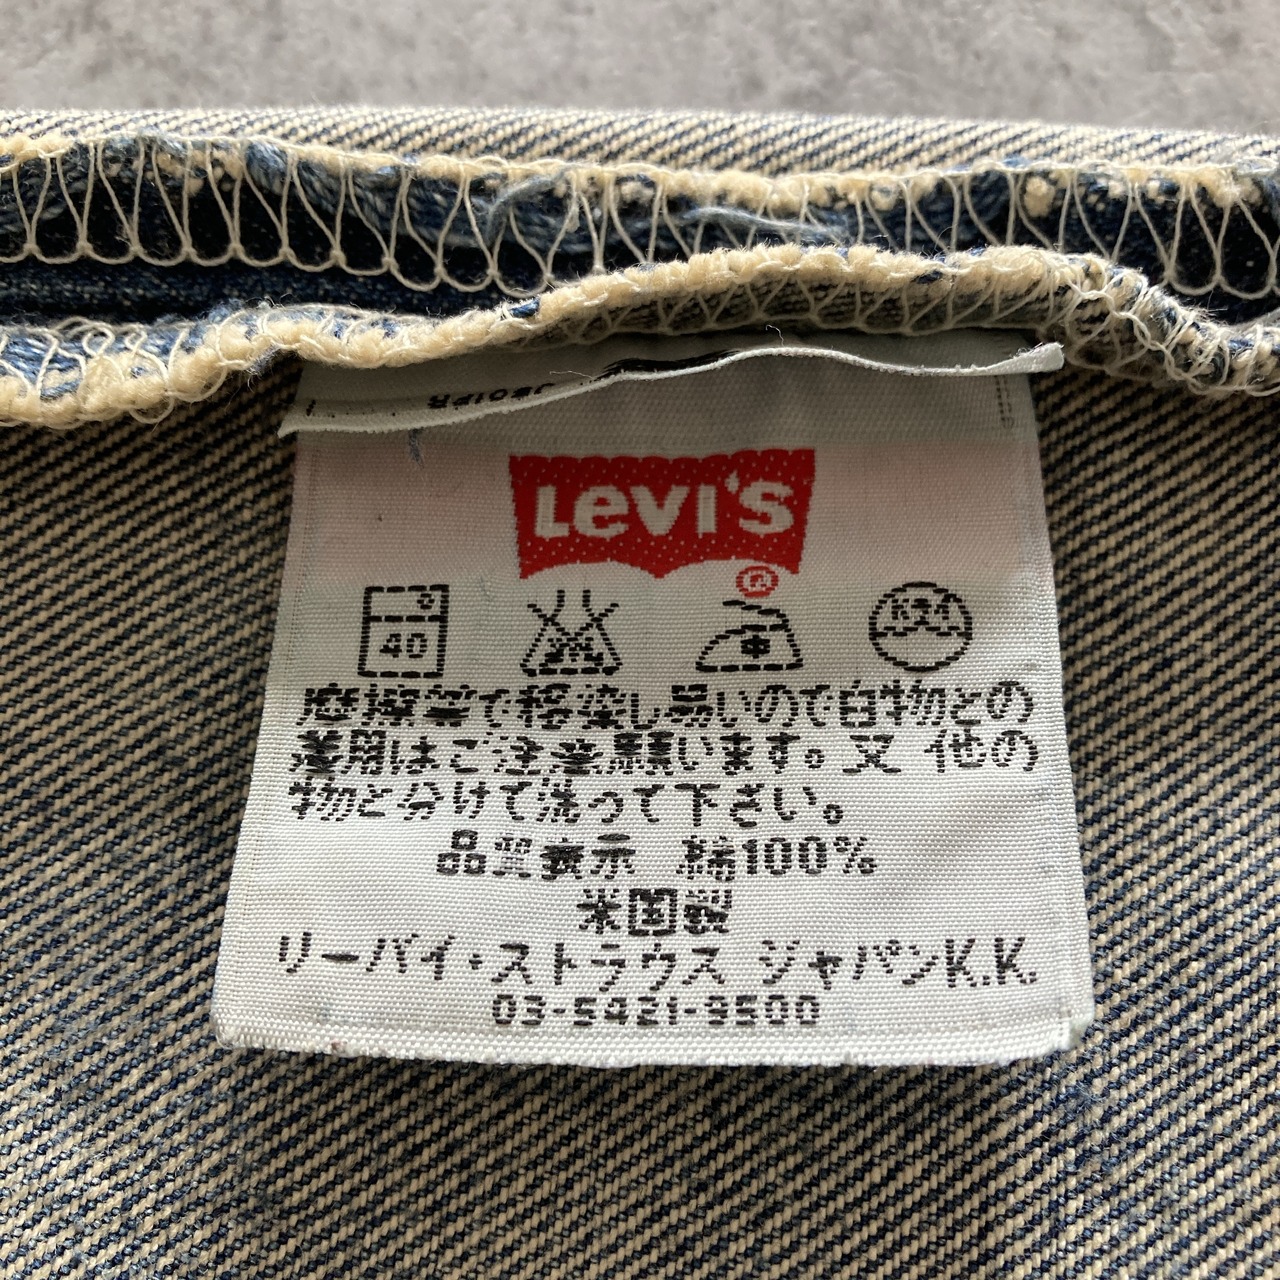 LEVI'S
®
40
摩擦等で移染し易いので白物との
着用はご注意願います。又 他の
物と分けて洗って下さい。
品質表示 綿100%
米国製
リーバイ・ストラウス ジャパンK.K.
03-5421-9500